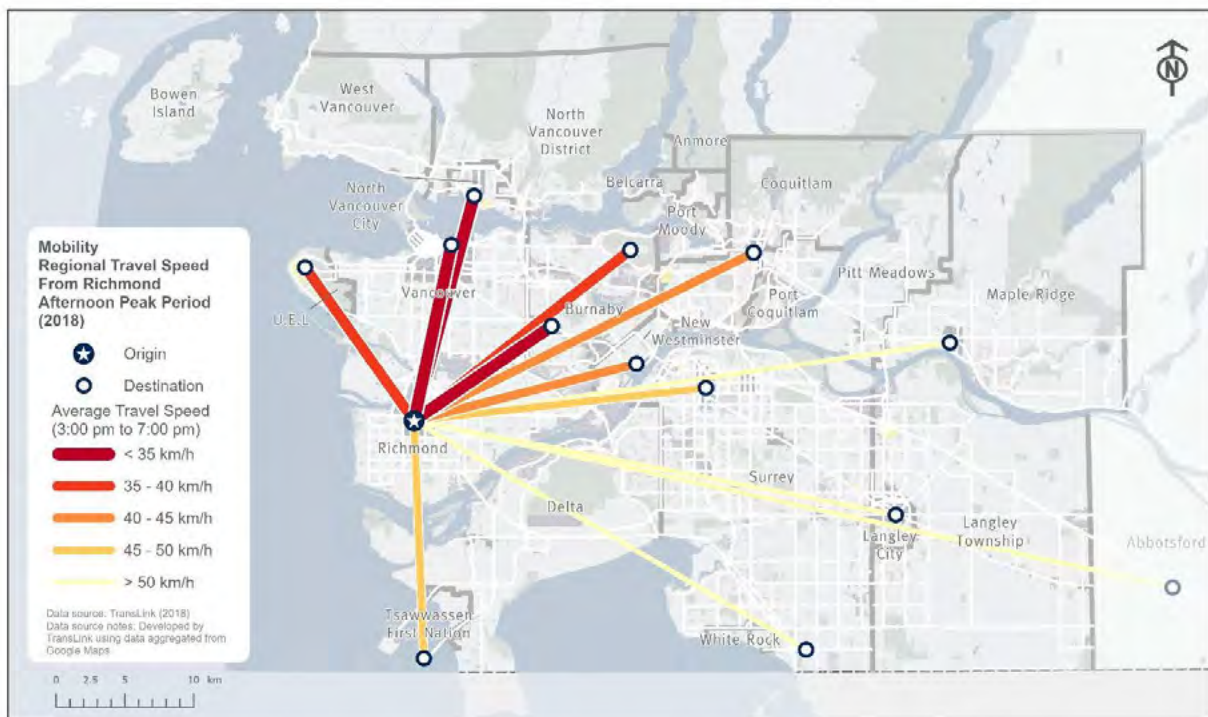 Bowen
Island
West
Vancouver
North
Vancouver
District
N
Anmore
Belcarra
Coquitlam
North
Vancouver
City
Port
Moody
Mobility
Regional Travel Speed
From Richmond
Afternoon Peak Period
(2018)
Origin
Destination
Average Travel Speed
(3:00 pm to 7:00 pm)
< 35 km/h
35 - 40 km/h
40 - 45 km/h
45 - 50 km/h
> 50 km/h
Data source: TransLink (2018)
Data source notes: Developed by
TransLink using data aggregated from
Google Maps
0 2.5 5 10 km
U.E.L
Vancouver
Burnaby
Pitt Meadows
Maple Ridge
Port
Coquitlam
New
Westminster
Richmond
Surrey
Delta
Langley
City
Langley
Township
Abbotsford
Tsawwassen
First Nation
White Rock